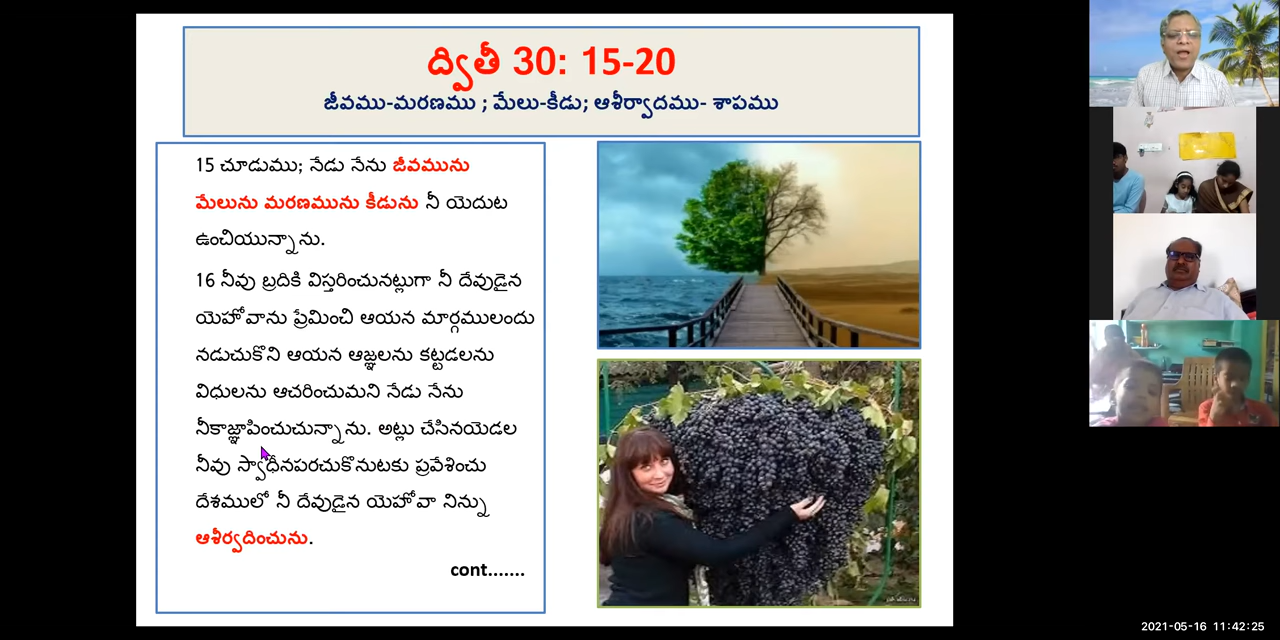 ద్వితీ 30: 15-20
జీవము-మరణము ; మేలు-కీడు; ఆశీర్వాదము- శాపము
15 చూడుము; నేడు నేను జీవమును
మేలును మరణమును కీడును నీ యెదుట
ఉంచియున్నాను.
16 నీవు బ్రదికి విస్తరించునట్లుగా నీ దేవుడైన
యెహోవాను ప్రేమించి ఆయన మార్గములందు
నడుచుకొని ఆయన ఆజ్ఞలను కట్టడలను
విధులను ఆచరించుమని నేడు నేను
నీకాజ్ఞాపించుచున్నాను. అట్లు చేసినయెడల
నీవు స్వాధీనపరచుకొనుటకు ప్రవేశించు
దేశములో నీ దేవుడైన యెహోవా నిన్ను
ఆశీర్వదించును.
cont.......
2021-05-16 11:42:25